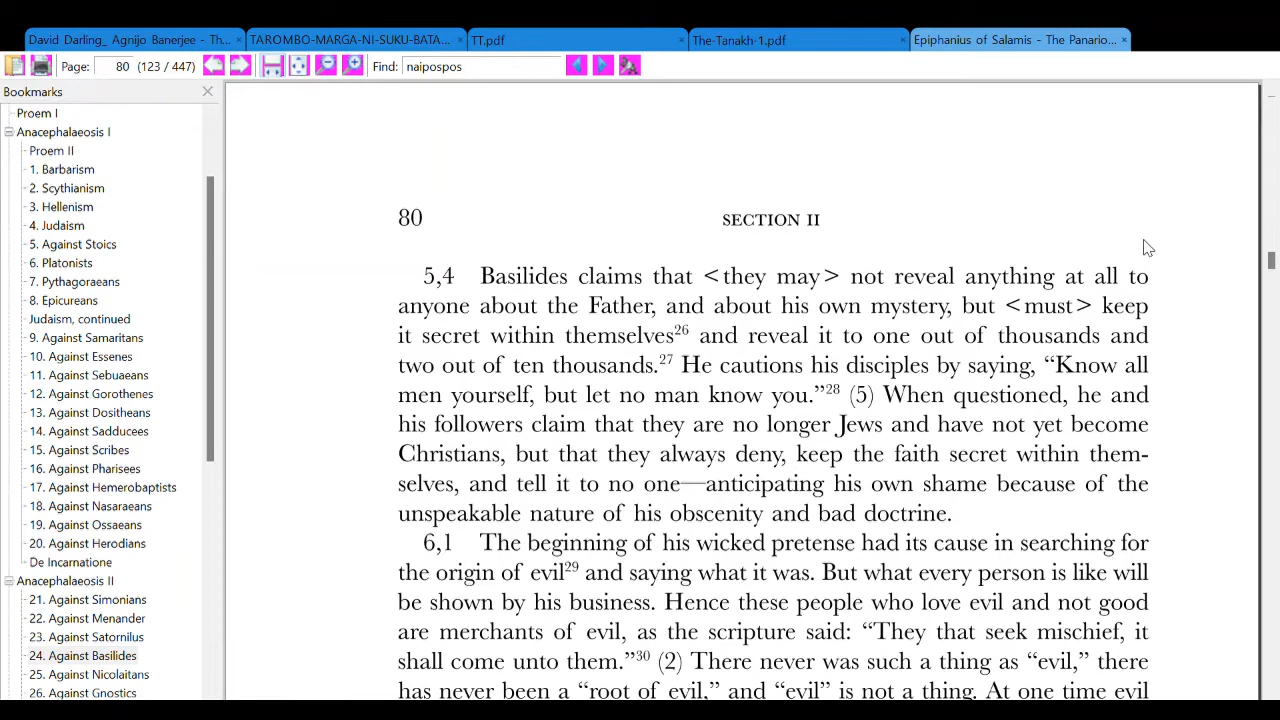 David Darling_ Agnijo Banerjee - Th... ×
TAROMBO-MARGA-NI-SUKU-BATA... ×
TT.pdf ×
The-Tanakh-1.pdf ×
Epiphanius of Salamis - The Panario... ×
Page: 80 (123 / 447) Find: naipospos
Bookmarks
Proem I
Anacephalaeosis I
Proem II
1. Barbarism
2. Scythianism
3. Hellenism
4. Judaism
5. Against Stoics
6. Platonists
7. Pythagoraeans
8. Epicureans
Judaism, continued
9. Against Samaritans
10. Against Essenes
11. Against Sebuaeans
12. Against Gorothenes
13. Against Dositheans
14. Against Sadducees
15. Against Scribes
16. Against Pharisees
17. Against Hemerobaptists
18. Against Nasaraeans
19. Against Ossaeans
20. Against Herodians
De Incarnatione
Anacephalaeosis II
21. Against Simonians
22. Against Menander
23. Against Satornilus
24. Against Basilides
25. Against Nicolaitans
26. Against Gnostics
80 SECTION II
5,4 Basilides claims that <they may> not reveal anything at all to
anyone about the Father, and about his own mystery, but <must> keep
it secret within themselves26 and reveal it to one out of thousands and
two out of ten thousands.27 He cautions his disciples by saying, “Know all
men yourself, but let no man know you.”28 (5) When questioned, he and
his followers claim that they are no longer Jews and have not yet become
Christians, but that they always deny, keep the faith secret within them-
selves, and tell it to no one—anticipating his own shame because of the
unspeakable nature of his obscenity and bad doctrine.
6,1 The beginning of his wicked pretense had its cause in searching for
the origin of evil29 and saying what it was. But what every person is like will
be shown by his business. Hence these people who love evil and not good
are merchants of evil, as the scripture said: “They that seek mischief, it
shall come unto them.”30 (2) There never was such a thing as “evil,” there
has never been a “root of evil,” and “evil” is not a thing. At one time evil